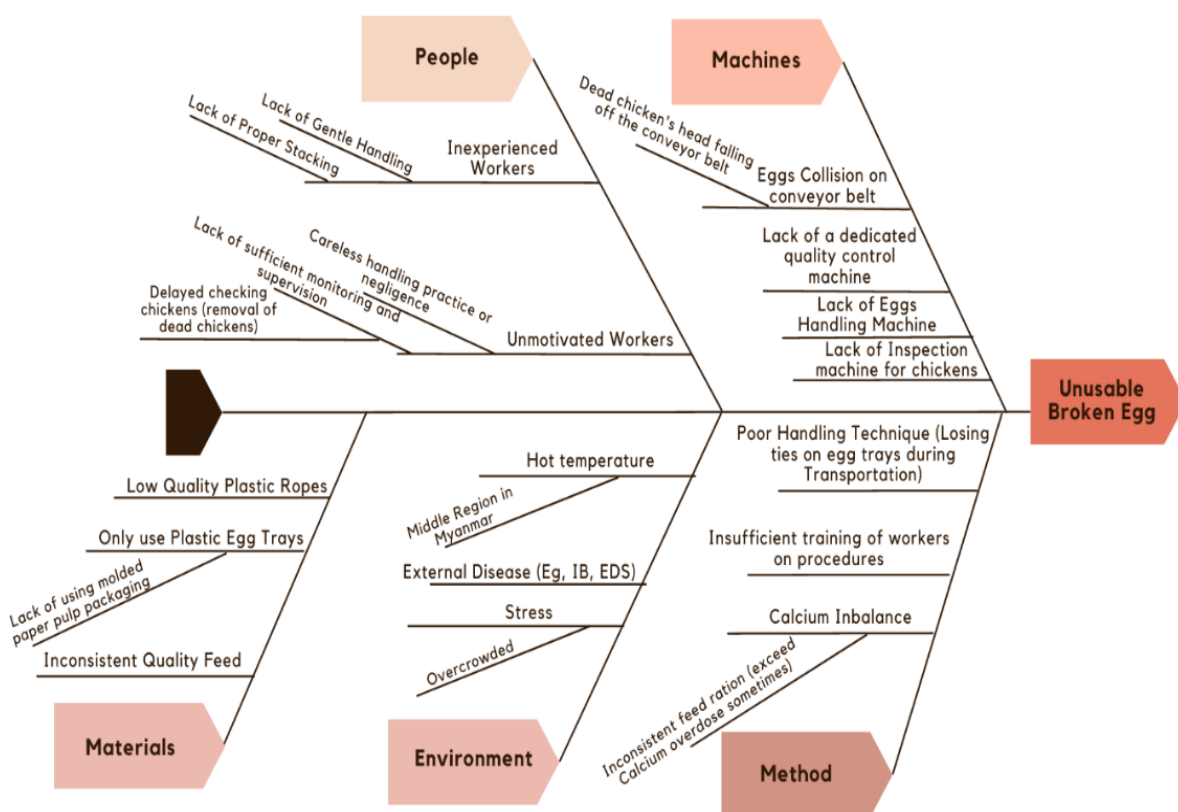 People
Lack of Gentle Handling
Lack of Proper Stacking
Inexperienced
Workers
Careless handling practice or
negligence
Lack of sufficient monitoring and
supervision
Delayed checking
chickens (removal of
dead chickens)
Unmotivated Workers
Machines
Dead chicken's head falling
off the conveyor belt
Eggs Collision on
conveyor belt
Lack of a dedicated
quality control
machine
Lack of Eggs
Handling Machine
Lack of Inspection
machine for chickens
Unusable
Broken Egg
Low Quality Plastic Ropes
Only use Plastic Egg Trays
Lack of using molded
paper pulp packaging
Inconsistent Quality Feed
Materials
Hot temperature
Middle Region in
Myanmar
External Disease (Eg, IB, EDS)
Stress
Overcrowded
Environment
Poor Handling Technique (Losing
ties on egg trays during
Transportation)
Insufficient training of workers
on procedures
Calcium Inbalance
Inconsistent feed ration (exceed
Calcium overdose sometimes)
Method